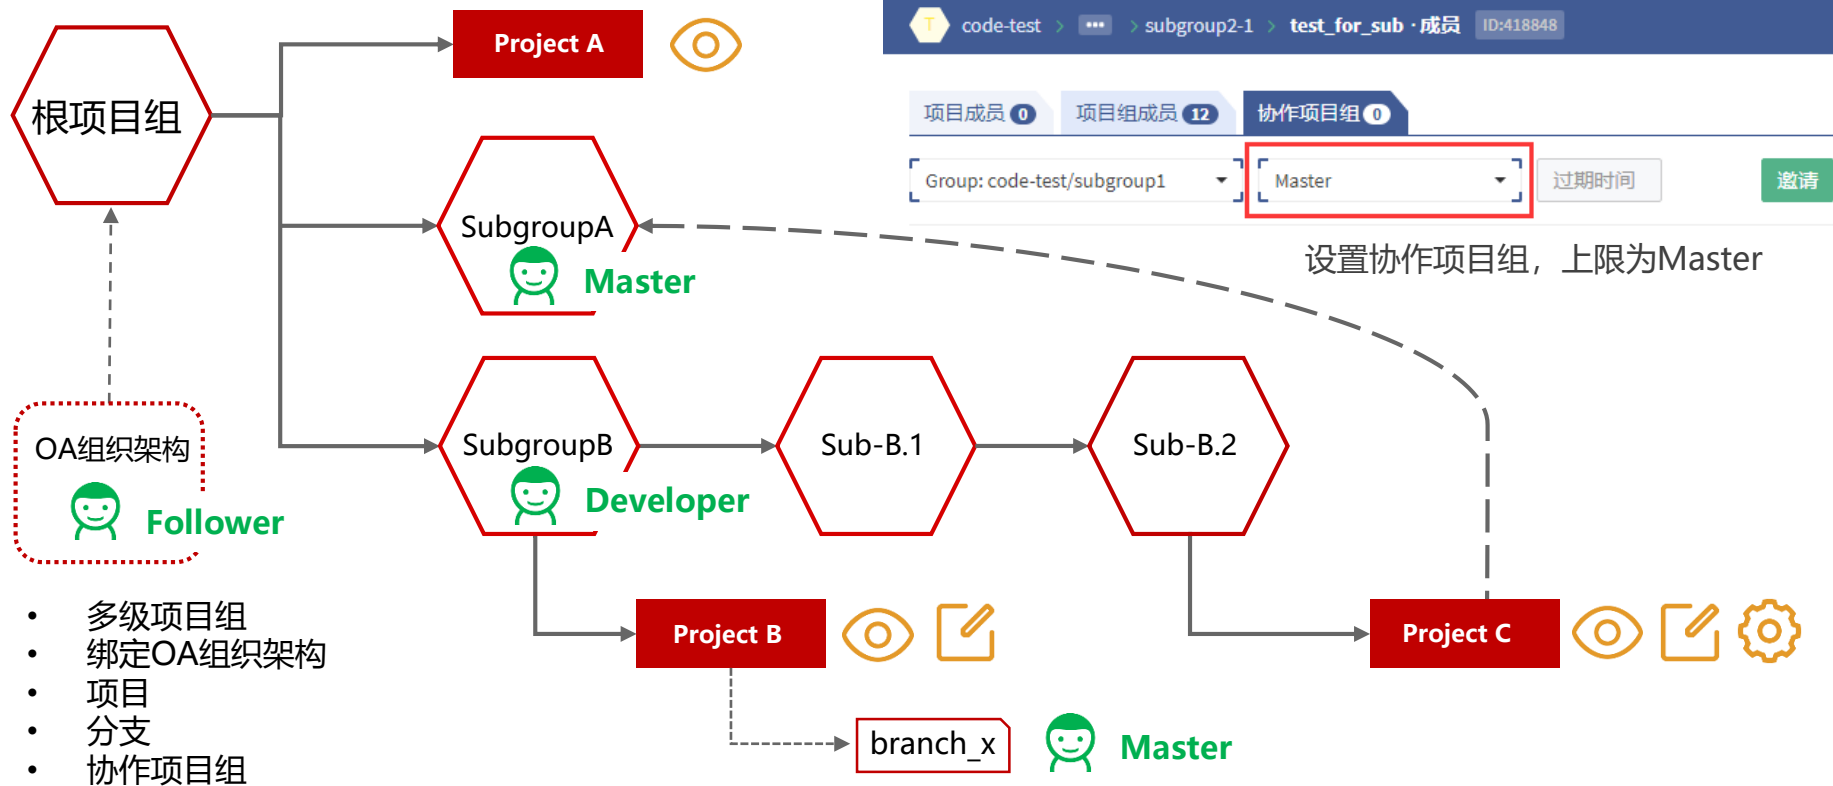 根项目组
Project A
T code-test > ••• > subgroup2-1 > test_for_sub · 成员 ID:418848
项目成员 0 项目组成员 12 协作项目组 0
Group: code-test/subgroup1 Master 过期时间 邀请
设置协作项目组，上限为Master
SubgroupA
Master
OA组织架构
Follower
SubgroupB
Developer
Sub-B.1
Sub-B.2
Project B
Project C
branch_x
Master
• 多级项目组
• 绑定OA组织架构
• 项目
• 分支
• 协作项目组